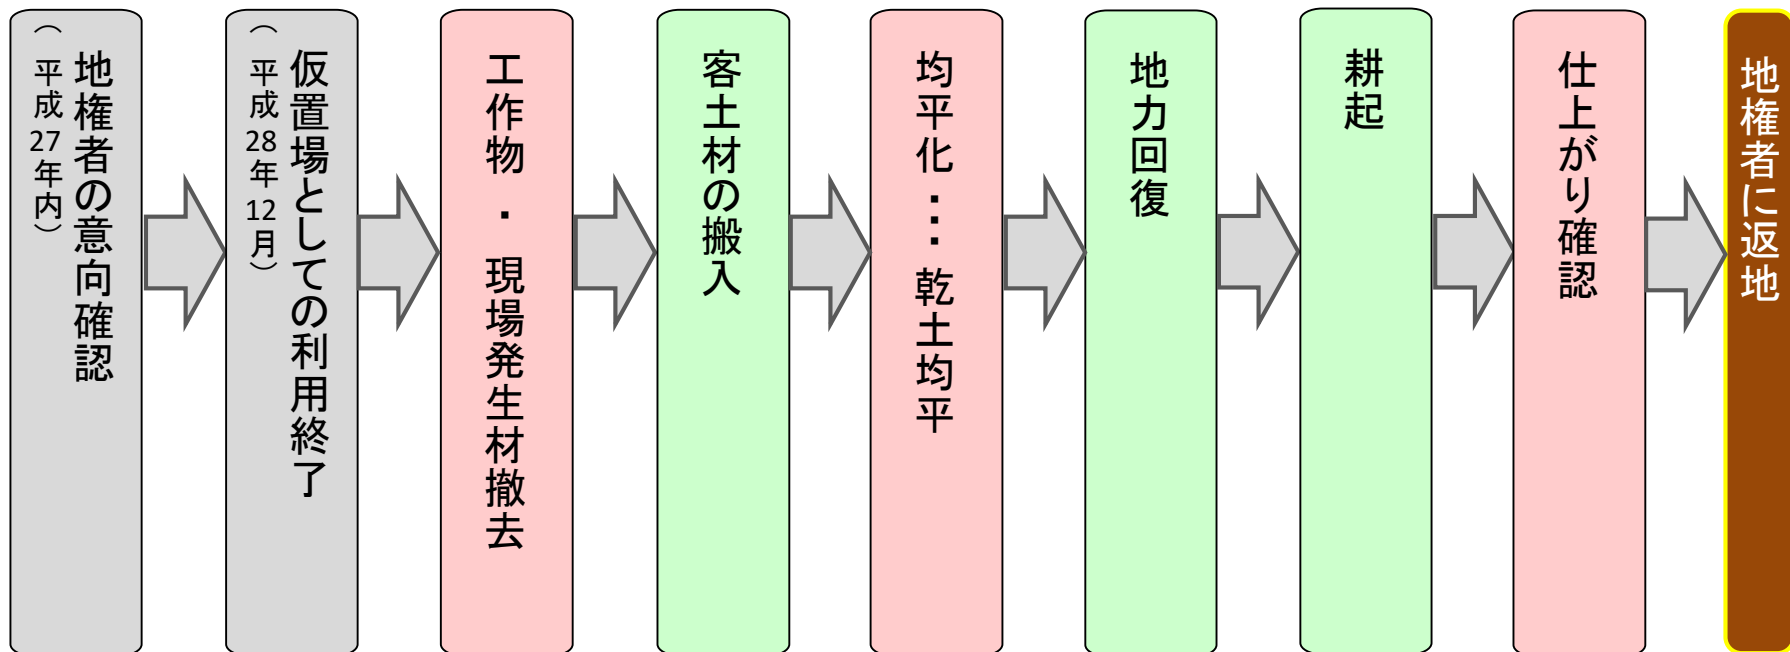 地権者の意向確認
（平成27年内）
仮置場としての利用終了
（平成28年12月）
工作物・現場発生材撤去
客土材の搬入
均平化…乾土均平
地力回復
耕起
仕上がり確認
地権者に返地